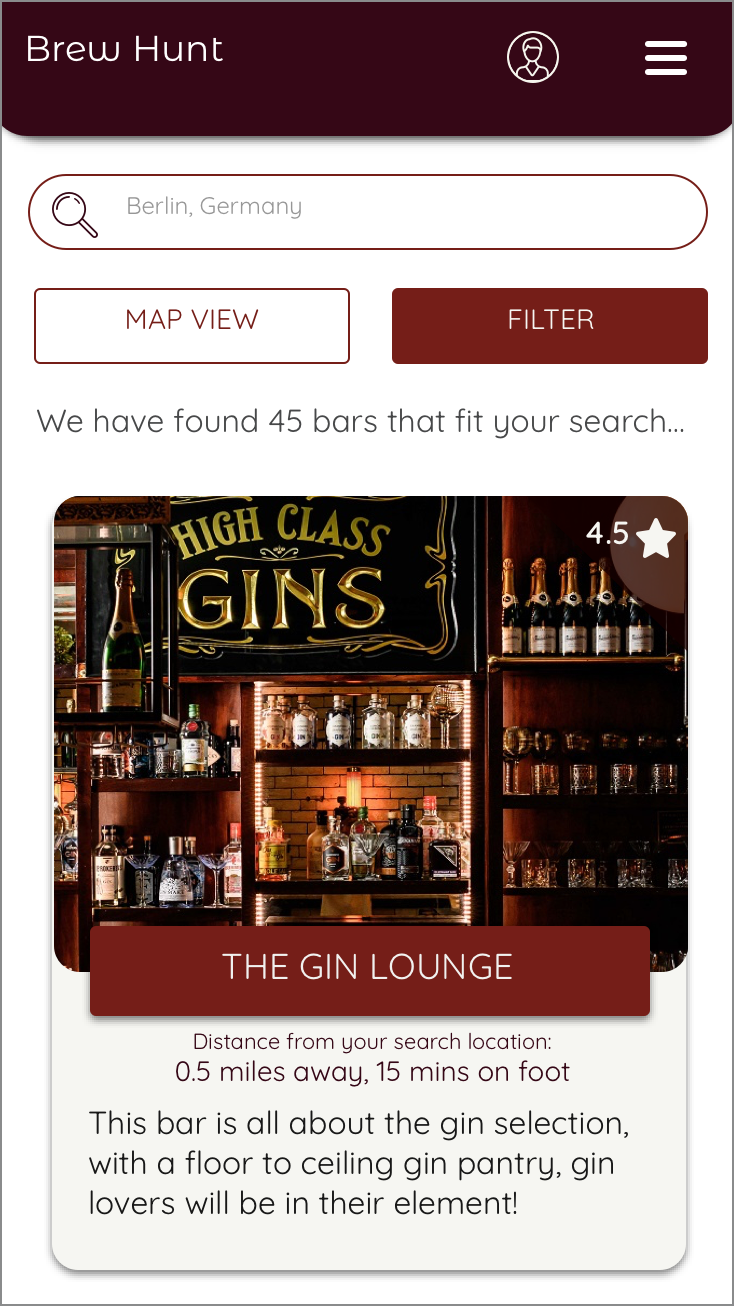 Brew Hunt
Berlin, Germany
MAP VIEW
FILTER
We have found 45 bars that fit your search...
4.5
HIGH CLASS
GINS
THE GIN LOUNGE
Distance from your search location:
0.5 miles away, 15 mins on foot
This bar is all about the gin selection,
with a floor to ceiling gin pantry, gin
lovers will be in their element!